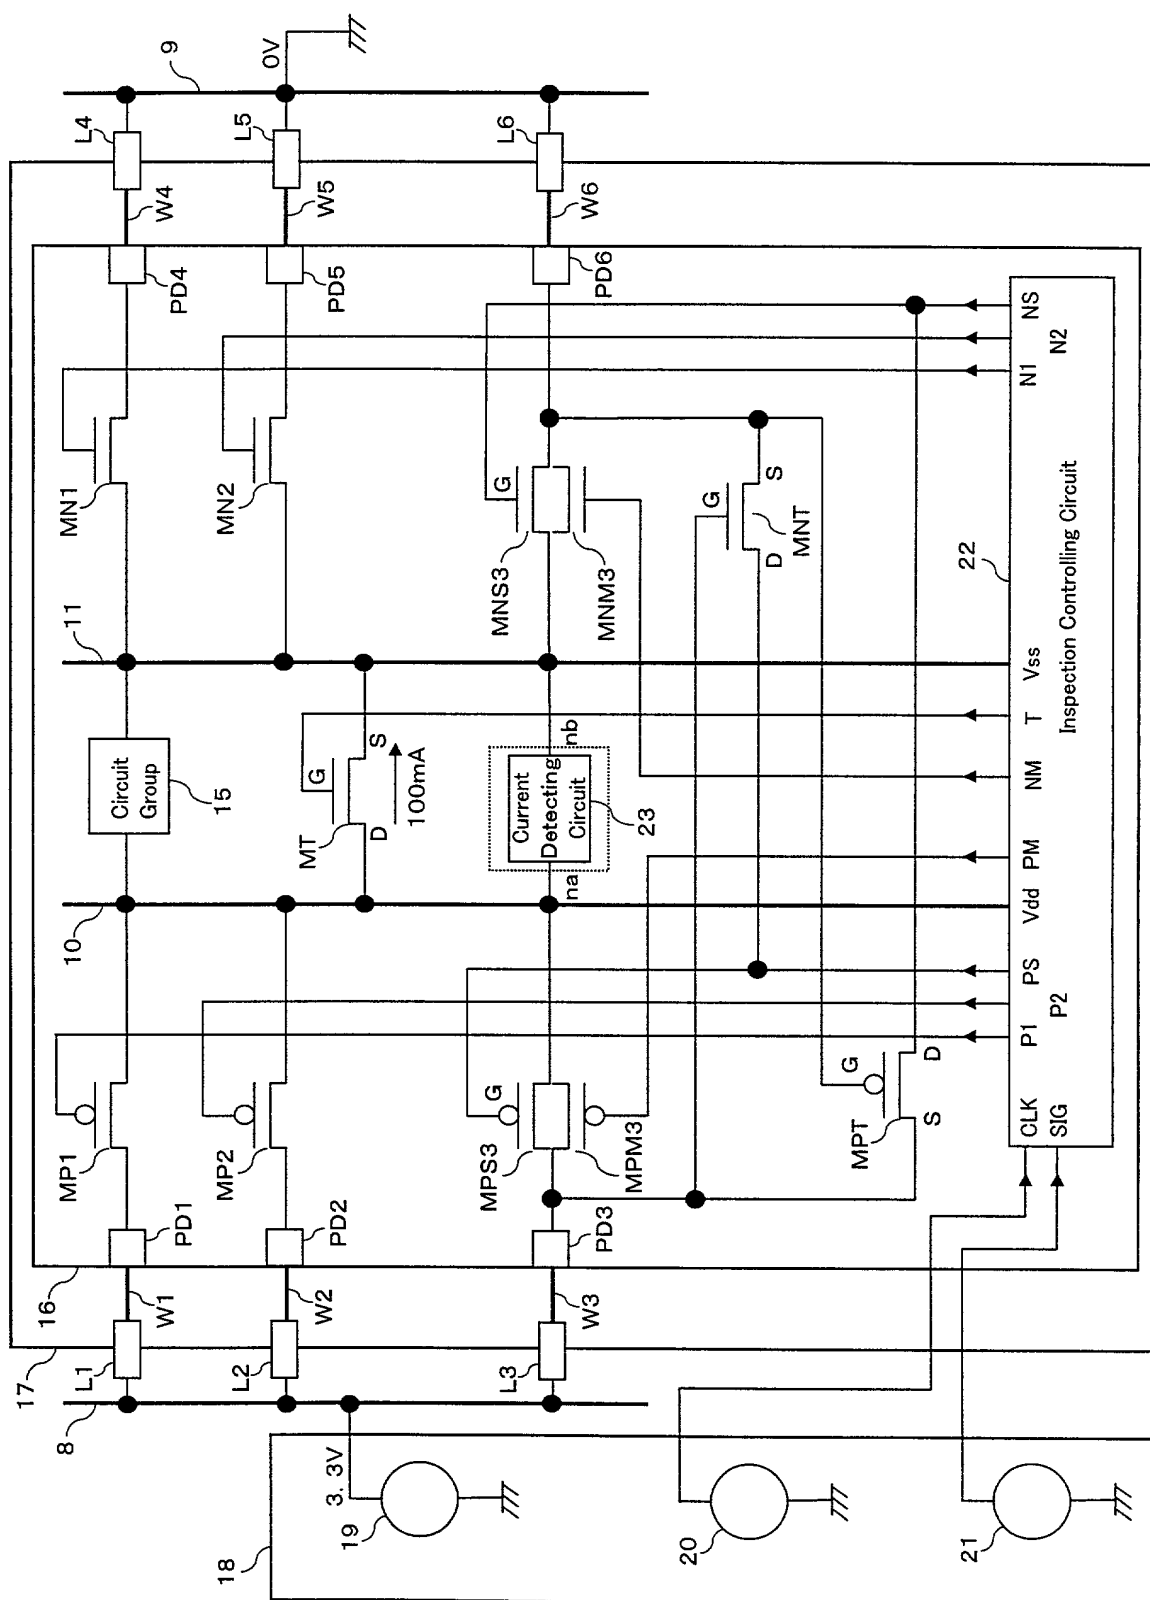 18
19
3. 3V
20
21
8
17
16
L1
L2
L3
W1
W2
W3
PD1
PD2
PD3
MP1
MP2
MPS3
MPM3
G
MPT
G
S
D
10
11
Circuit
Group
15
MT
G
D
S
100mA
na
nb
Current
Detecting
Circuit
23
MN1
MN2
MNS3
MNM3
G
MNT
G
D
S
PD4
PD5
PD6
W4
W5
W6
L4
L5
L6
9
0V
CLK
SIG
P1
P2
PS
Vdd
PM
NM
T
Vss
N1
N2
NS
22
Inspection Controlling Circuit